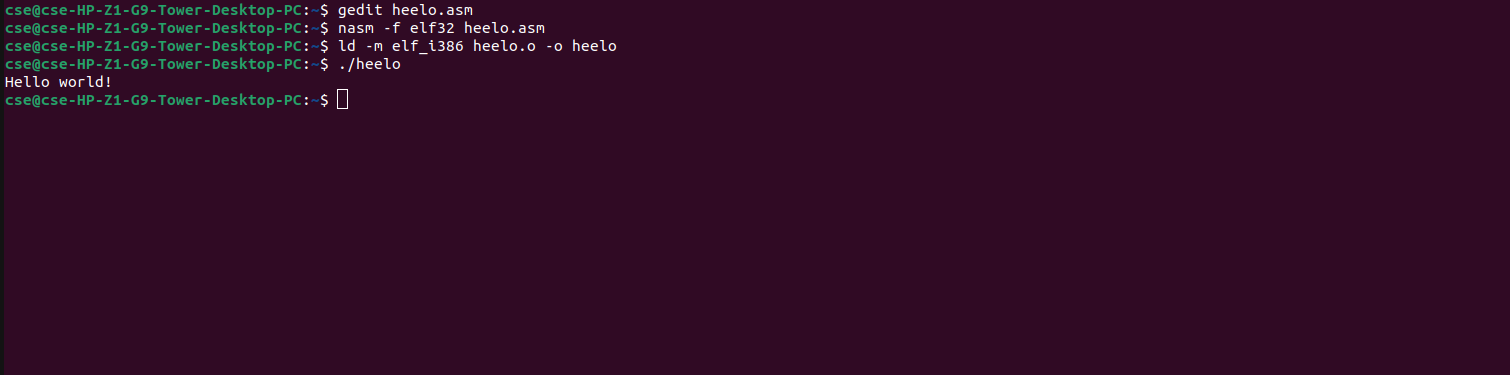 cse@cse-HP-Z1-G9-Tower-Desktop-PC:~$ gedit heelo.asm
cse@cse-HP-Z1-G9-Tower-Desktop-PC:~$ nasm -f elf32 heelo.asm
cse@cse-HP-Z1-G9-Tower-Desktop-PC:~$ ld -m elf_i386 heelo.o -o heelo
cse@cse-HP-Z1-G9-Tower-Desktop-PC:~$ ./heelo
Hello world!
cse@cse-HP-Z1-G9-Tower-Desktop-PC:~$